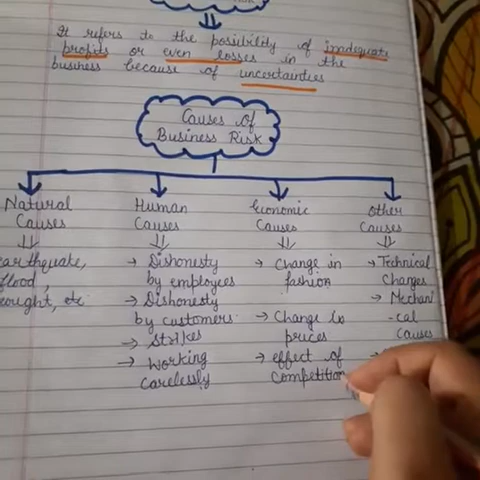 It refers to the posibility of inadequate
profits or even losses in the
business because of uncertainties
Causes of
Business Risk
Natural
Causes
earthquake,
flood,
etc.
Human
Causes
→ Dishonesty
by employees
→ Dishonesty
by customers.
→ Strikes
→ Working
carelessly
Economic
Causes
→ Change in
fashion
→ Change in
prices
→ effect of
competition
Other
Causes
→ Technical
Changes
→ Mechani
-cal
Causes